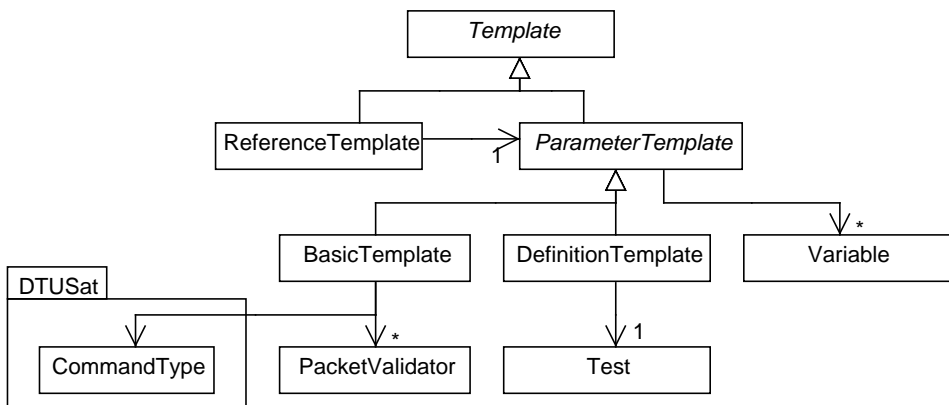 Template
ReferenceTemplate
1
ParameterTemplate
*
BasicTemplate
DefinitionTemplate
Variable
DTUSat
*
1
CommandType
PacketValidator
Test